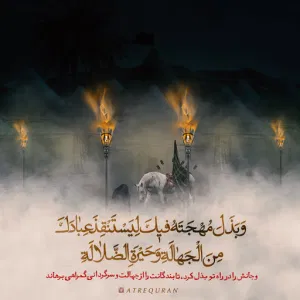 وَبَذَلَ مُهْجَتَهُ فِيكَ لِيَسْتَنْقِذَ عِبَادَكَ
مِنَ الْجَهَالَةِ وَحَيْرَةِ الضَّلَالَةِ
و جانش را در راه تو بذل کرد، تا بندگانت را از جهالت و سرگردانی گمراهی برهاند
ATREQURAN